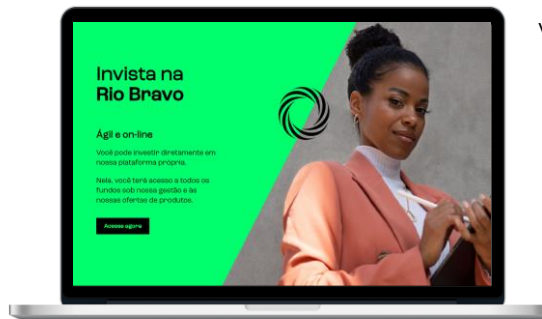 Invista na
Rio Bravo
Ágil e on-line
Você pode investir diretamente em
nossa plataforma própria.
Nela, você terá acesso a todos os
fundos sob nossa gestão e às
nossas ofertas de produtos.
Acesse agora